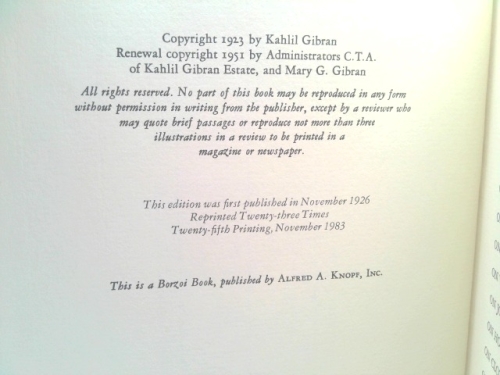 Copyright 1923 by Kahlil Gibran
Renewal copyright 1951 by Administrators C.T.A.
of Kahlil Gibran Estate, and Mary G. Gibran
All rights reserved. No part of this book may be reproduced in any form
without permission in writing from the publisher, except by a reviewer who
may quote brief passages or reproduce not more than three
illustrations in a review to be printed in a
magazine or newspaper.
This edition was first published in November 1926
Reprinted Twenty-three Times
Twenty-fifth Printing, November 1983
This is a Borzoi Book, published by ALFRED A. KNOPF, INC.